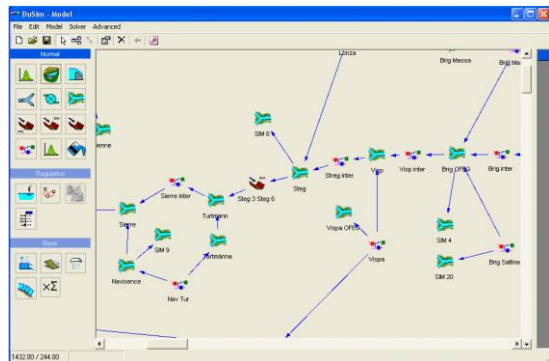 DuSim - Model
File Edit Model Solver Advanced
Normal
Regulation
Block
Lonza
Brig Massa
SIM 8
Steg
Streg inter
Visp
Visp inter
Brig OFEG
Brig inter
Sierre inter
Steg 3 Steg 6
Turtmann
Sierre
SIM 9
Vispa OFEG
Vispa
SIM 4
SIM 20
Brig Saltina
Navisence
Nav Tur
1432.00 / 244.00